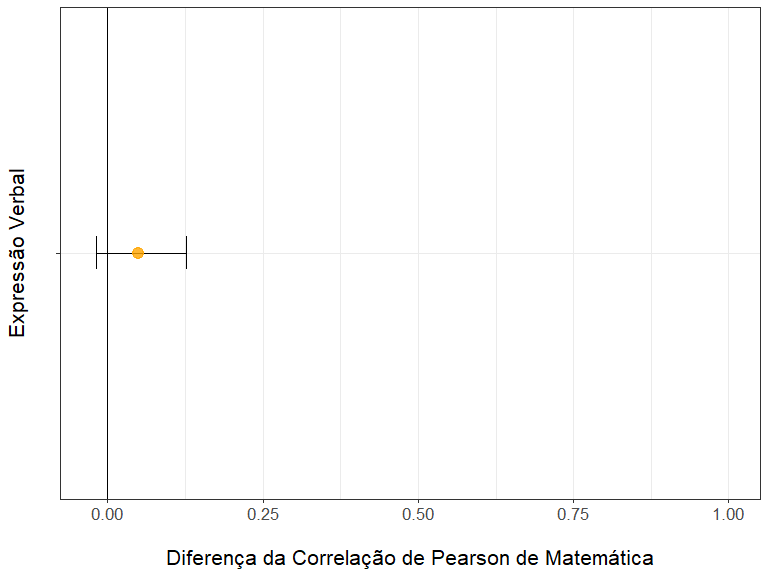 Expressão Verbal
0.00 0.25 0.50 0.75 1.00
Diferença da Correlação de Pearson de Matemática